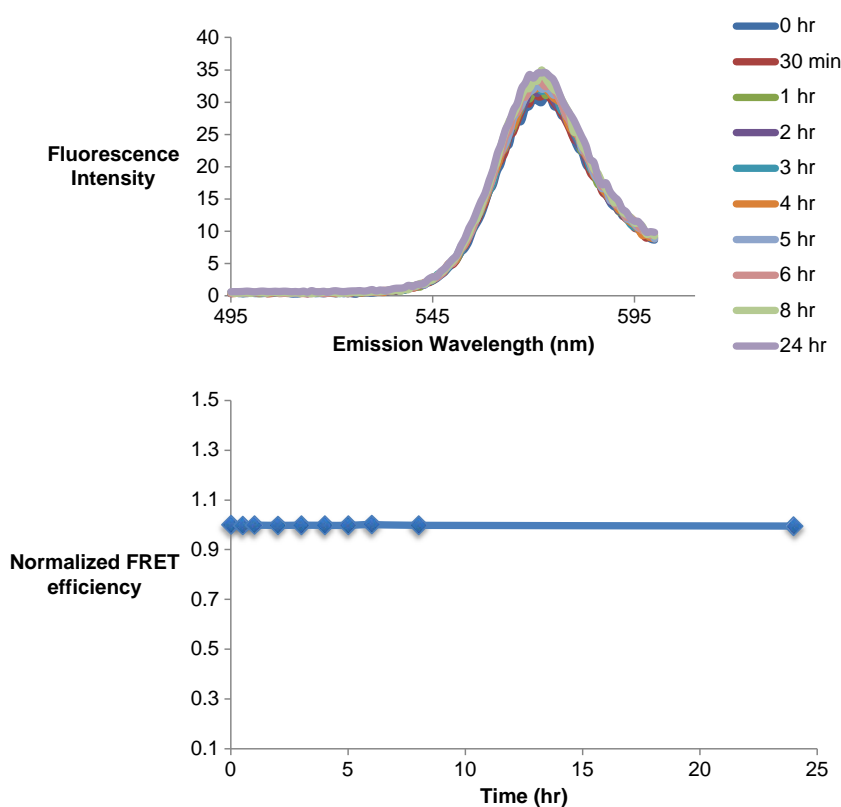 40
35
30
25
20
15
10
5
0
Fluorescence
Intensity
495
545
595
Emission Wavelength (nm)
0 hr
30 min
1 hr
2 hr
3 hr
4 hr
5 hr
6 hr
8 hr
24 hr
1.5
1.3
1.1
0.9
0.7
0.5
0.3
0.1
Normalized FRET
efficiency
0
5
10
15
20
25
Time (hr)